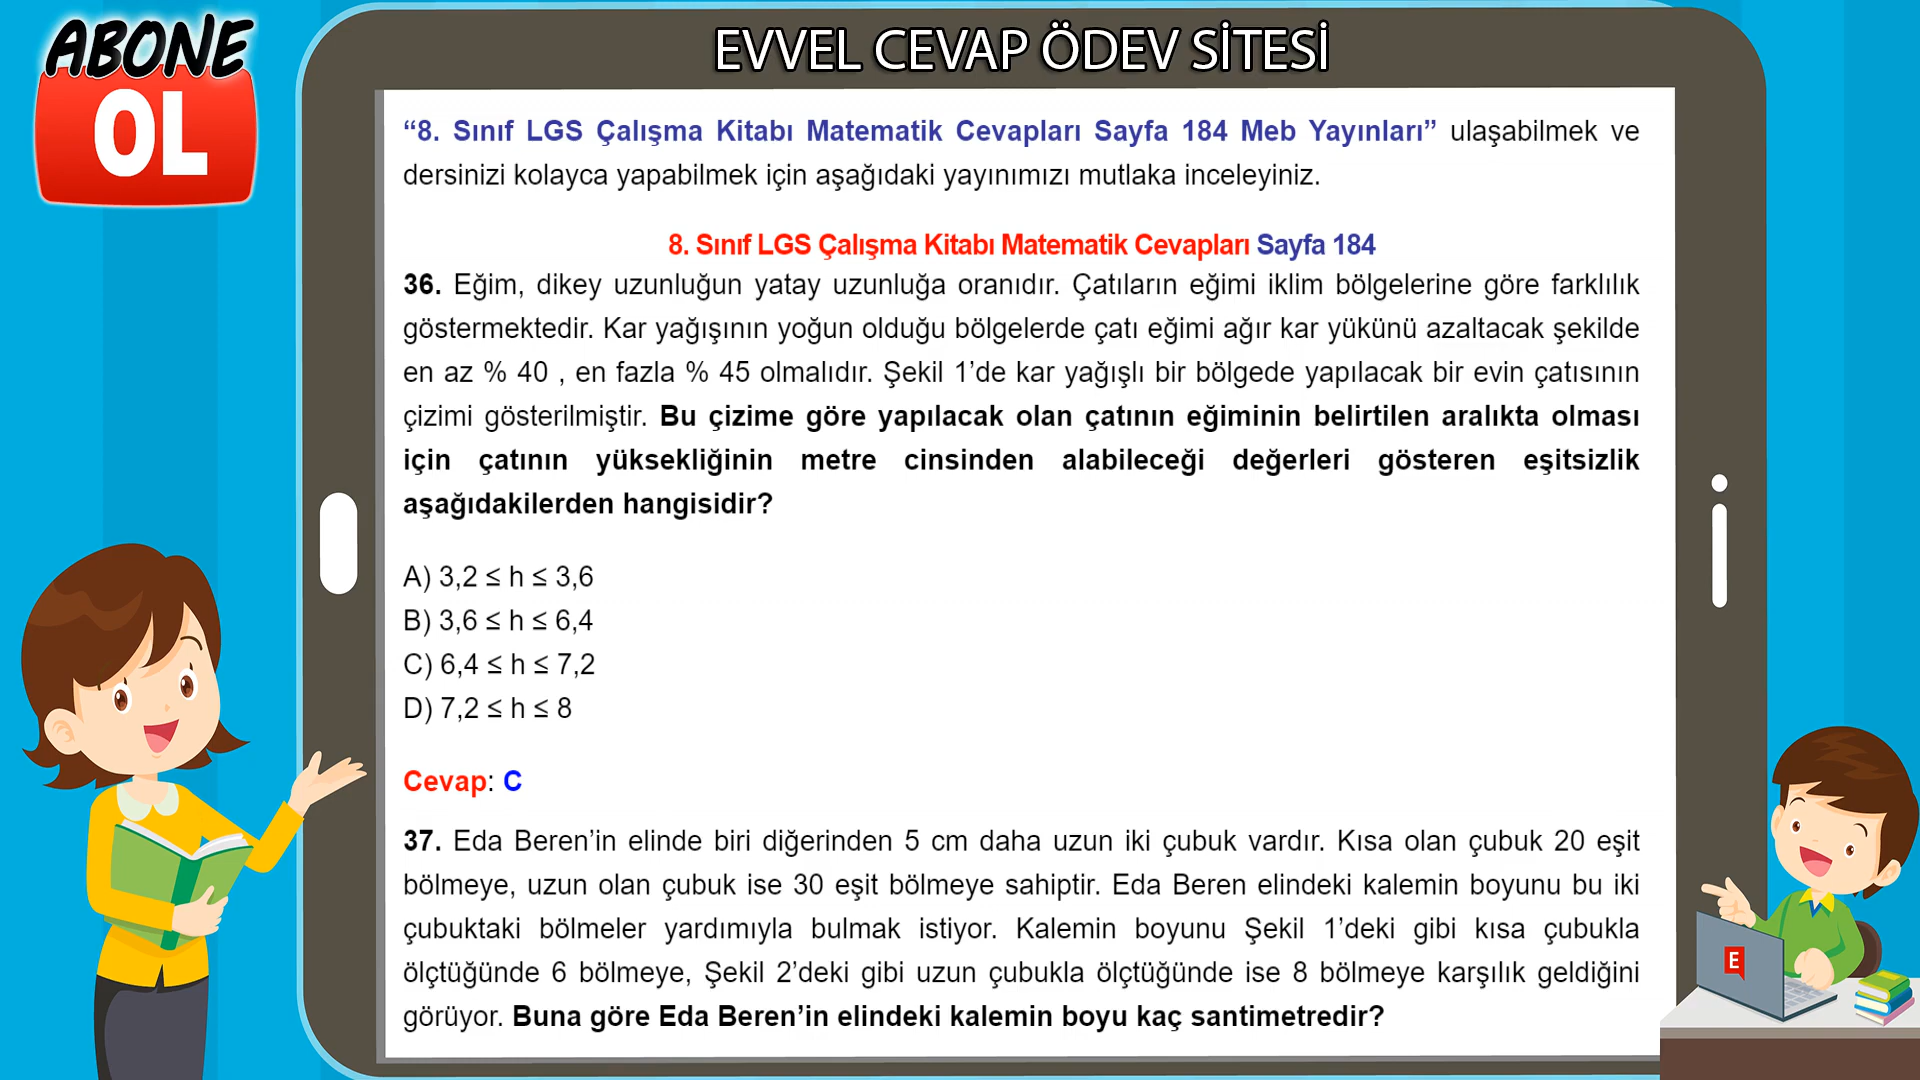 ABONE
OL
EVVEL CEVAP ÖDEV SİTESİ
“8. Sınıf LGS Çalışma Kitabı Matematik Cevapları Sayfa 184 Meb Yayınları” ulaşabilmek ve
dersinizi kolayca yapabilmek için aşağıdaki yayınımızı mutlaka inceleyiniz.
8. Sınıf LGS Çalışma Kitabı Matematik Cevapları Sayfa 184
36. Eğim, dikey uzunluğun yatay uzunluğa oranıdır. Çatıların eğimi iklim bölgelerine göre farklılık
göstermektedir. Kar yağışının yoğun olduğu bölgelerde çatı eğimi ağır kar yükünü azaltacak şekilde
en az % 40 , en fazla % 45 olmalıdır. Şekil 1’de kar yağışlı bir bölgede yapılacak bir evin çatısının
çizimi gösterilmiştir. Bu çizime göre yapılacak olan çatının eğiminin belirtilen aralıkta olması
için çatının yüksekliğinin metre cinsinden alabileceği değerleri gösteren eşitsizlik
aşağıdakilerden hangisidir?
A) 3,2 ≤ h ≤ 3,6
B) 3,6 ≤ h ≤ 6,4
C) 6,4 ≤ h ≤ 7,2
D) 7,2 ≤ h ≤ 8
Cevap: C
37. Eda Beren’in elinde biri diğerinden 5 cm daha uzun iki çubuk vardır. Kısa olan çubuk 20 eşit
bölmeye, uzun olan çubuk ise 30 eşit bölmeye sahiptir. Eda Beren elindeki kalemin boyunu bu iki
çubuktaki bölmeler yardımıyla bulmak istiyor. Kalemin boyunu Şekil 1’deki gibi kısa çubukla
ölçtüğünde 6 bölmeye, Şekil 2’deki gibi uzun çubukla ölçtüğünde ise 8 bölmeye karşılık geldiğini
görüyor. Buna göre Eda Beren’in elindeki kalemin boyu kaç santimetredir?
E